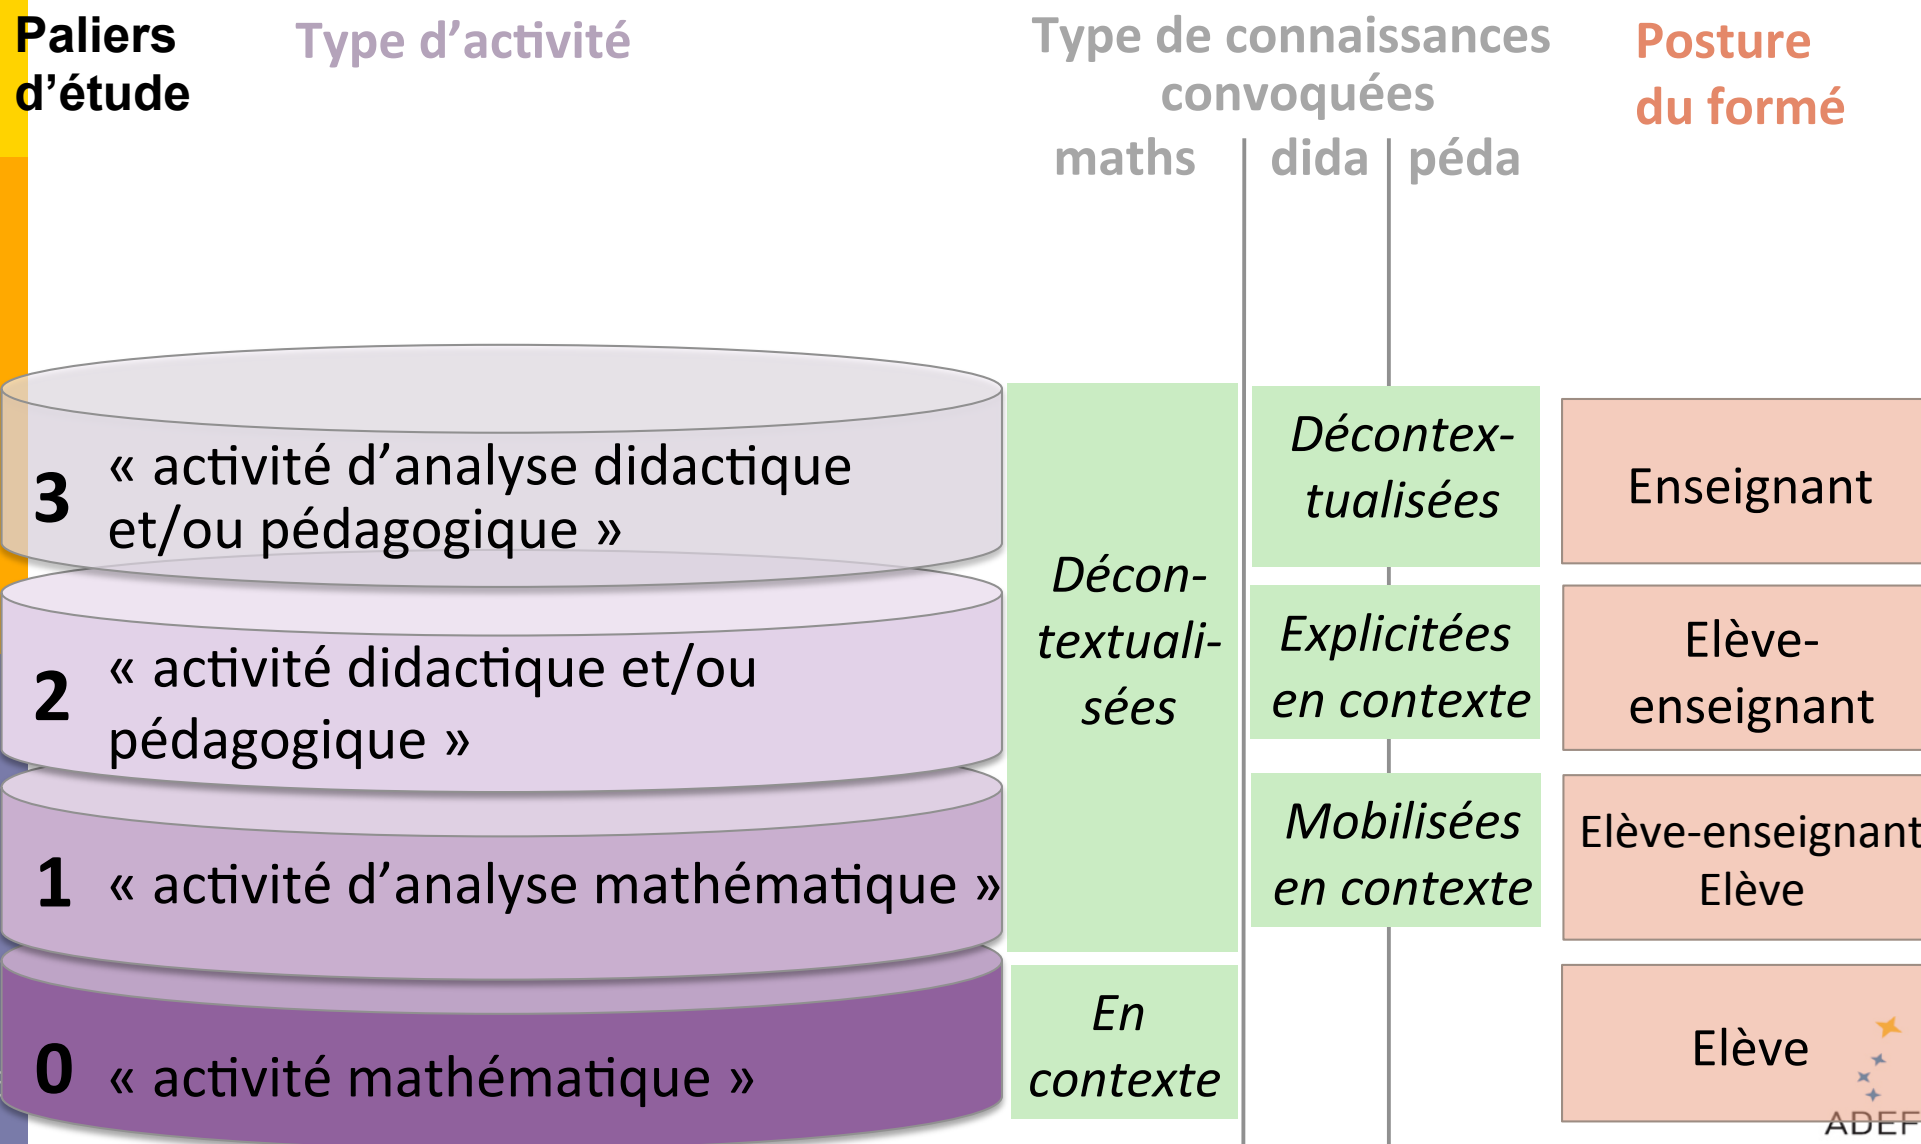 Paliers
d’étude
Type d’activité
Type de connaissances
convoquées
maths
dida
péda
Posture
du formé
3
« activité d’analyse didactique
et/ou pédagogique »
Décontex-
tualisées
Enseignant
Décon-
textuali-
sées
2
« activité didactique et/ou
pédagogique »
Explicitées
en contexte
Elève-
enseignant
1
« activité d’analyse mathématique »
Mobilisées
en contexte
Elève-enseignant
Elève
0
« activité mathématique »
En
contexte
Elève
ADEF